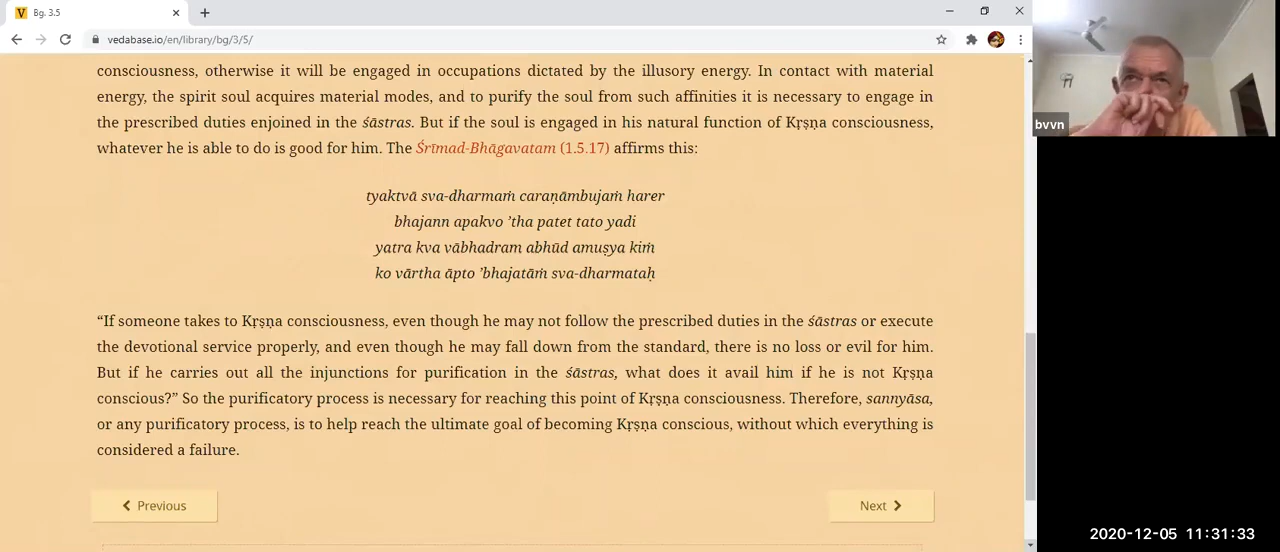 Bg. 3.5
vedabase.io/en/library/bg/3/5/
consciousness, otherwise it will be engaged in occupations dictated by the illusory energy. In contact with material
energy, the spirit soul acquires material modes, and to purify the soul from such affinities it is necessary to engage in
the prescribed duties enjoined in the śāstras. But if the soul is engaged in his natural function of Kṛṣṇa consciousness,
whatever he is able to do is good for him. The Śrīmad-Bhāgavatam (1.5.17) affirms this:
tyaktvā sva-dharmaṁ caraṇāmbujaṁ harer
bhajann apakvo ’tha patet tato yadi
yatra kva vābhadram abhūd amuṣya kiṁ
ko vārtha āpto ’bhajatāṁ sva-dharmataḥ
“If someone takes to Kṛṣṇa consciousness, even though he may not follow the prescribed duties in the śāstras or execute
the devotional service properly, and even though he may fall down from the standard, there is no loss or evil for him.
But if he carries out all the injunctions for purification in the śāstras, what does it avail him if he is not Kṛṣṇa
conscious?” So the purificatory process is necessary for reaching this point of Kṛṣṇa consciousness. Therefore, sannyāsa,
or any purificatory process, is to help reach the ultimate goal of becoming Kṛṣṇa conscious, without which everything is
considered a failure.
Previous
Next
bvvn
2020-12-05 11:31:33